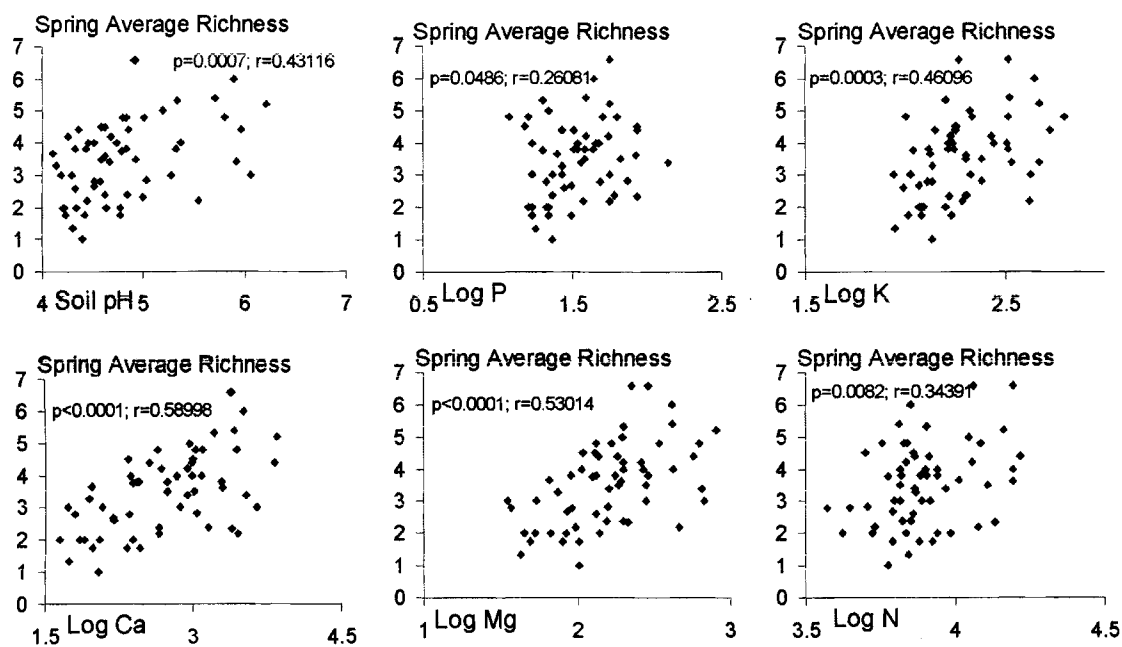 Spring Average Richness
p=0.0007; r=0.43116
7
6
5
4
3
2
1
0
4 5 6 7
Soil pH
Spring Average Richness
p=0.0486; r=0.26081
7
6
5
4
3
2
1
0
0.5 1.5 2.5
Log P
Spring Average Richness
p=0.0003; r=0.46096
7
6
5
4
3
2
1
0
1.5 2.5
Log K
Spring Average Richness
p<0.0001; r=0.58998
7
6
5
4
3
2
1
0
1.5 3 4.5
Log Ca
Spring Average Richness
p<0.0001; r=0.53014
7
6
5
4
3
2
1
0
1 2 3
Log Mg
Spring Average Richness
p=0.0082; r=0.34391
7
6
5
4
3
2
1
0
3.5 4 4.5
Log N